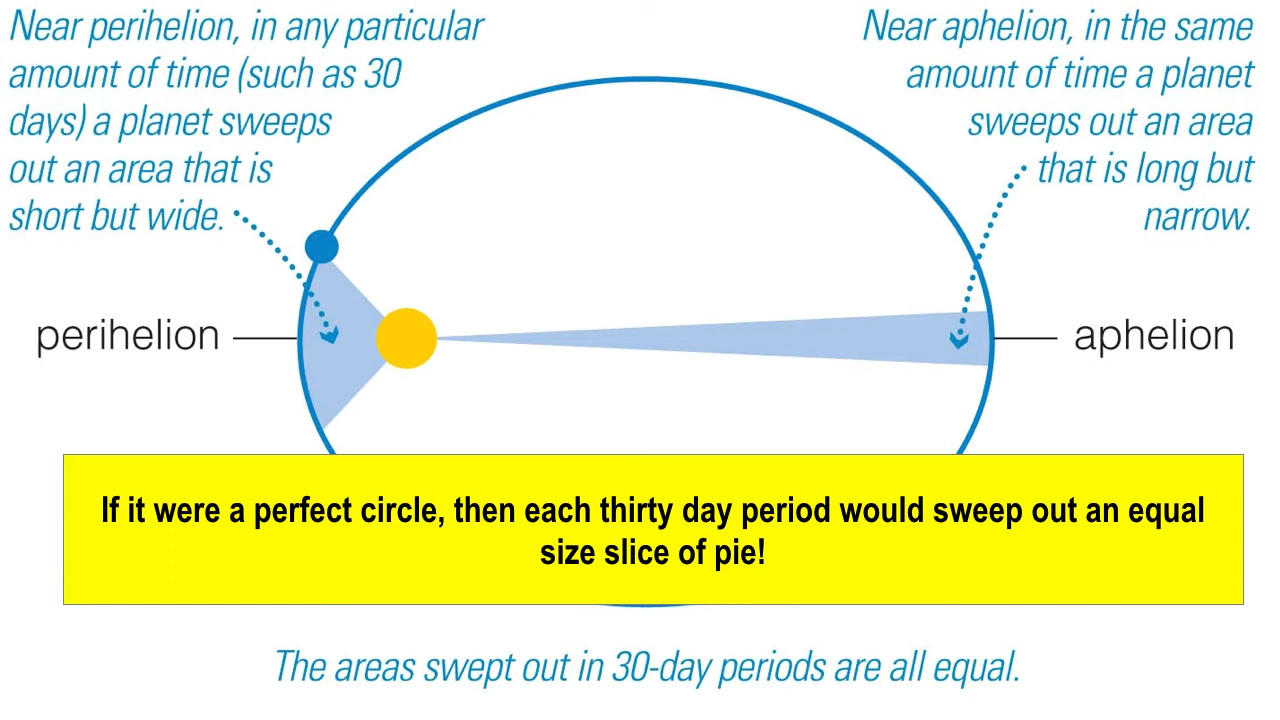 Near perihelion, in any particular
amount of time (such as 30
days) a planet sweeps
out an area that is
short but wide.
Near aphelion, in the same
amount of time a planet
sweeps out an area
that is long but
narrow.
perihelion
aphelion
If it were a perfect circle, then each thirty day period would sweep out an equal
size slice of pie!
The areas swept out in 30-day periods are all equal.